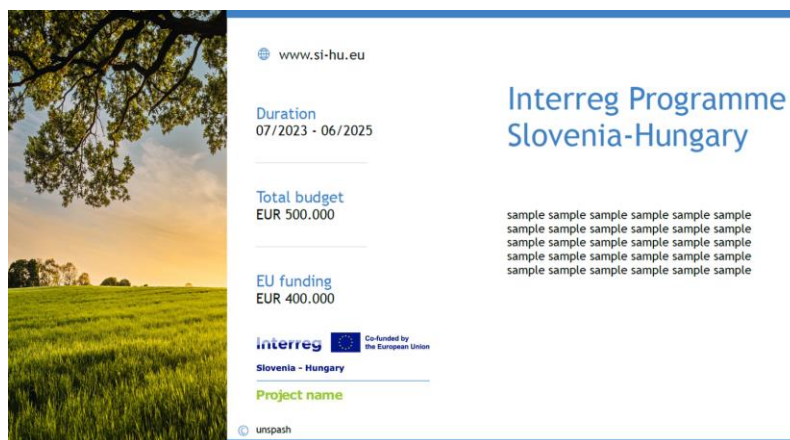 www.si-hu.eu
Duration
07/2023 - 06/2025
Total budget
EUR 500.000
EU funding
EUR 400.000
Interreg
Co-funded by
the European Union
Slovenia - Hungary
Project name
© unspash
Interreg Programme
Slovenia-Hungary
sample sample sample sample sample sample
sample sample sample sample sample sample
sample sample sample sample sample sample
sample sample sample sample sample sample
sample sample sample sample sample sample